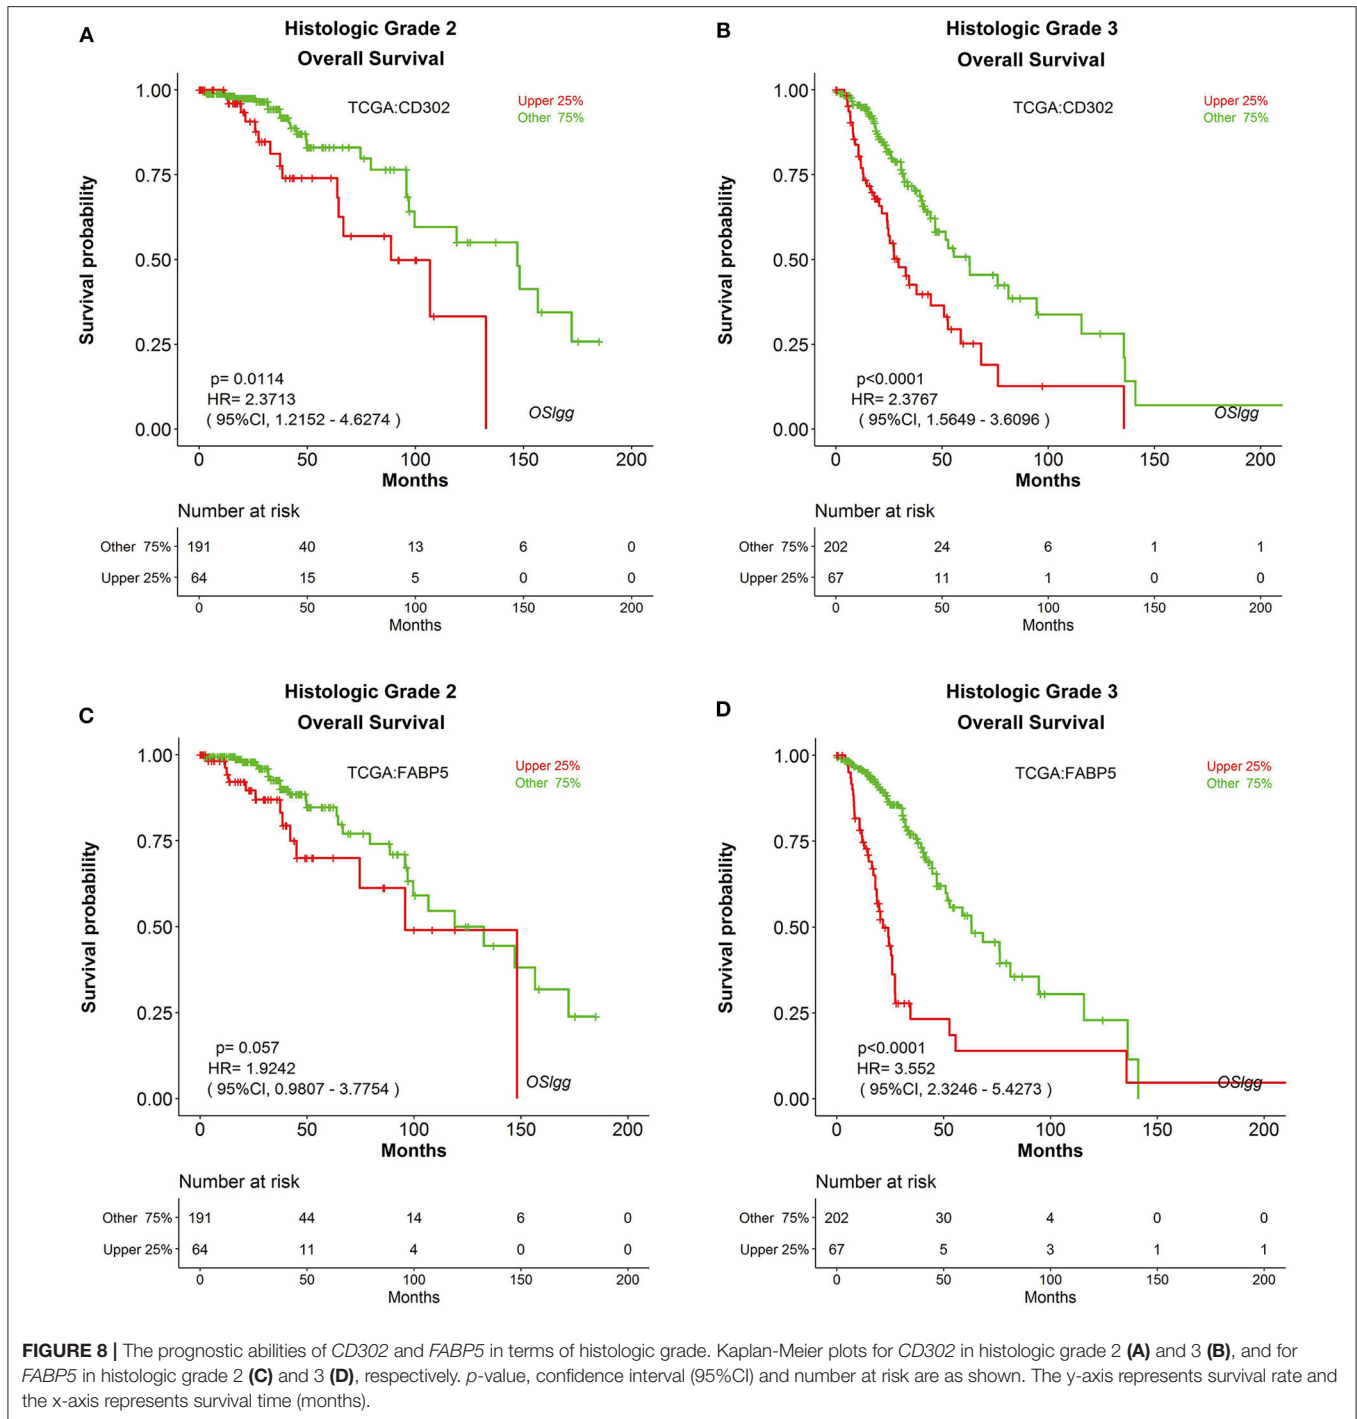 A
Histologic Grade 2
Overall Survival
TCGA:CD302
Upper 25%
Other 75%
Survival probability
1.00
0.75
0.50
0.25
0.00
p= 0.0114
HR= 2.3713
( 95%CI, 1.2152 - 4.6274 )
OSlgg
0 50 100 150 200
Months
Number at risk
Other 75% 191 40 13 6 0
Upper 25% 64 15 5 0 0
0 50 100 150 200
Months
B
Histologic Grade 3
Overall Survival
TCGA:CD302
Upper 25%
Other 75%
Survival probability
1.00
0.75
0.50
0.25
0.00
p<0.0001
HR= 2.3767
( 95%CI, 1.5649 - 3.6096 )
OSlgg
0 50 100 150 200
Months
Number at risk
Other 75% 202 24 6 1 1
Upper 25% 67 11 1 0 0
0 50 100 150 200
Months
C
Histologic Grade 2
Overall Survival
TCGA:FABP5
Upper 25%
Other 75%
Survival probability
1.00
0.75
0.50
0.25
0.00
p= 0.057
HR= 1.9242
( 95%CI, 0.9807 - 3.7754 )
OSlgg
0 50 100 150 200
Months
Number at risk
Other 75% 191 44 14 6 0
Upper 25% 64 11 4 0 0
0 50 100 150 200
Months
D
Histologic Grade 3
Overall Survival
TCGA:FABP5
Upper 25%
Other 75%
Survival probability
1.00
0.75
0.50
0.25
0.00
p<0.0001
HR= 3.552
( 95%CI, 2.3246 - 5.4273 )
OSlgg
0 50 100 150 200
Months
Number at risk
Other 75% 202 30 4 0 0
Upper 25% 67 5 3 1 1
0 50 100 150 200
Months
FIGURE 8 | The prognostic abilities of CD302 and FABP5 in terms of histologic grade. Kaplan-Meier plots for CD302 in histologic grade 2 (A) and 3 (B), and for
FABP5 in histologic grade 2 (C) and 3 (D), respectively. p-value, confidence interval (95%CI) and number at risk are as shown. The y-axis represents survival rate and
the x-axis represents survival time (months).